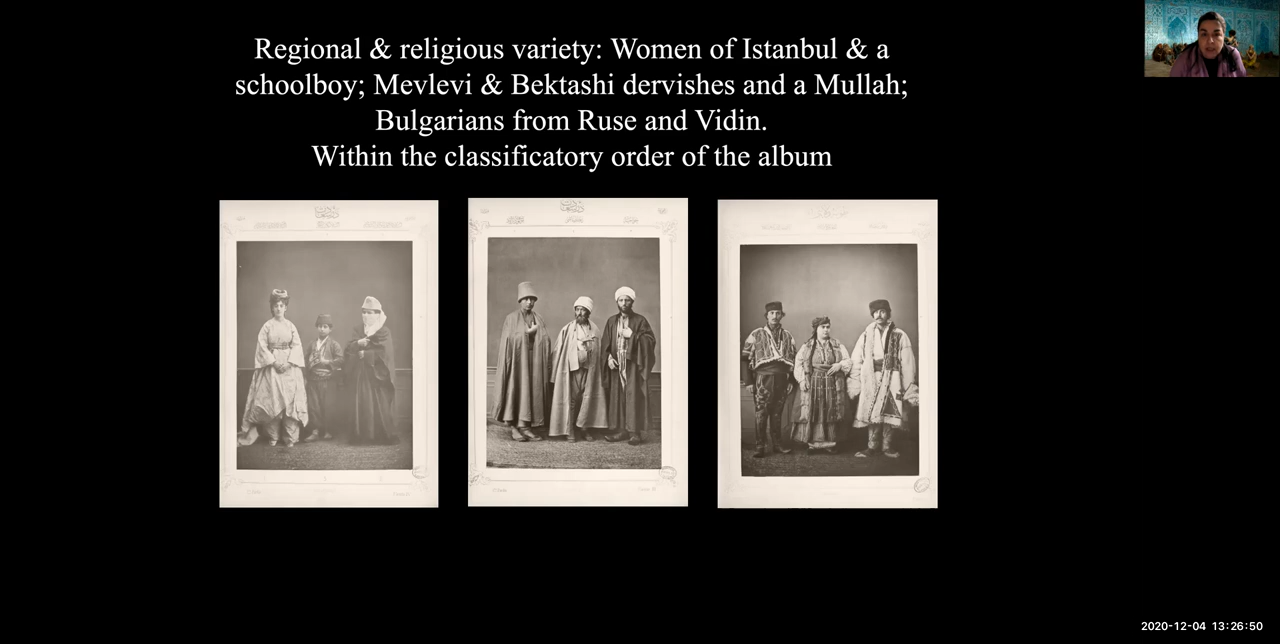 Regional & religious variety: Women of Istanbul & a
schoolboy; Mevlevi & Bektashi dervishes and a Mullah;
Bulgarians from Ruse and Vidin.
Within the classificatory order of the album
2020-12-04 13:26:50